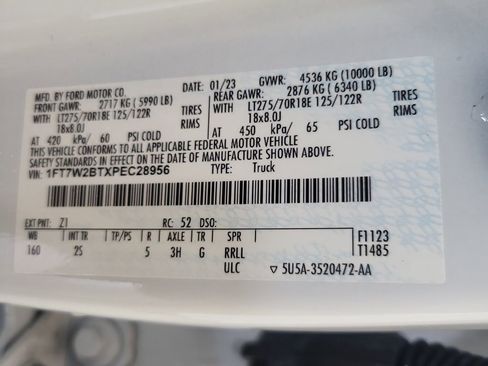 MFD. BY FORD MOTOR CO. 01/23 GVWR: 4536 KG (10000 LB)
FRONT GAWR: 2717 KG (5990 LB) REAR GAWR: 2876 KG (6340 LB)
WITH LT275/70R18E 125/122R TIRES WITH LT275/70R18E 125/122R TIRES
18x8.0J RIMS 18x8.0J RIMS
AT 420 kPa/ 60 PSI COLD AT 450 kPa/ 65 PSI COLD
THIS VEHICLE CONFORMS TO ALL APPLICABLE FEDERAL MOTOR VEHICLE
SAFETY STANDARDS IN EFFECT ON THE DATE OF MANUFACTURE SHOWN ABOVE.
VIN: 1FT7W2BTXPEC28956 TYPE: Truck
EXT PNT: Z1 RC: 52 DSO:
WB INT TR TP/PS R AXLE TR SPR F1123
160 2S 5 3H G RRLL T1485
ULC ▽ 5U5A-3520472-AA